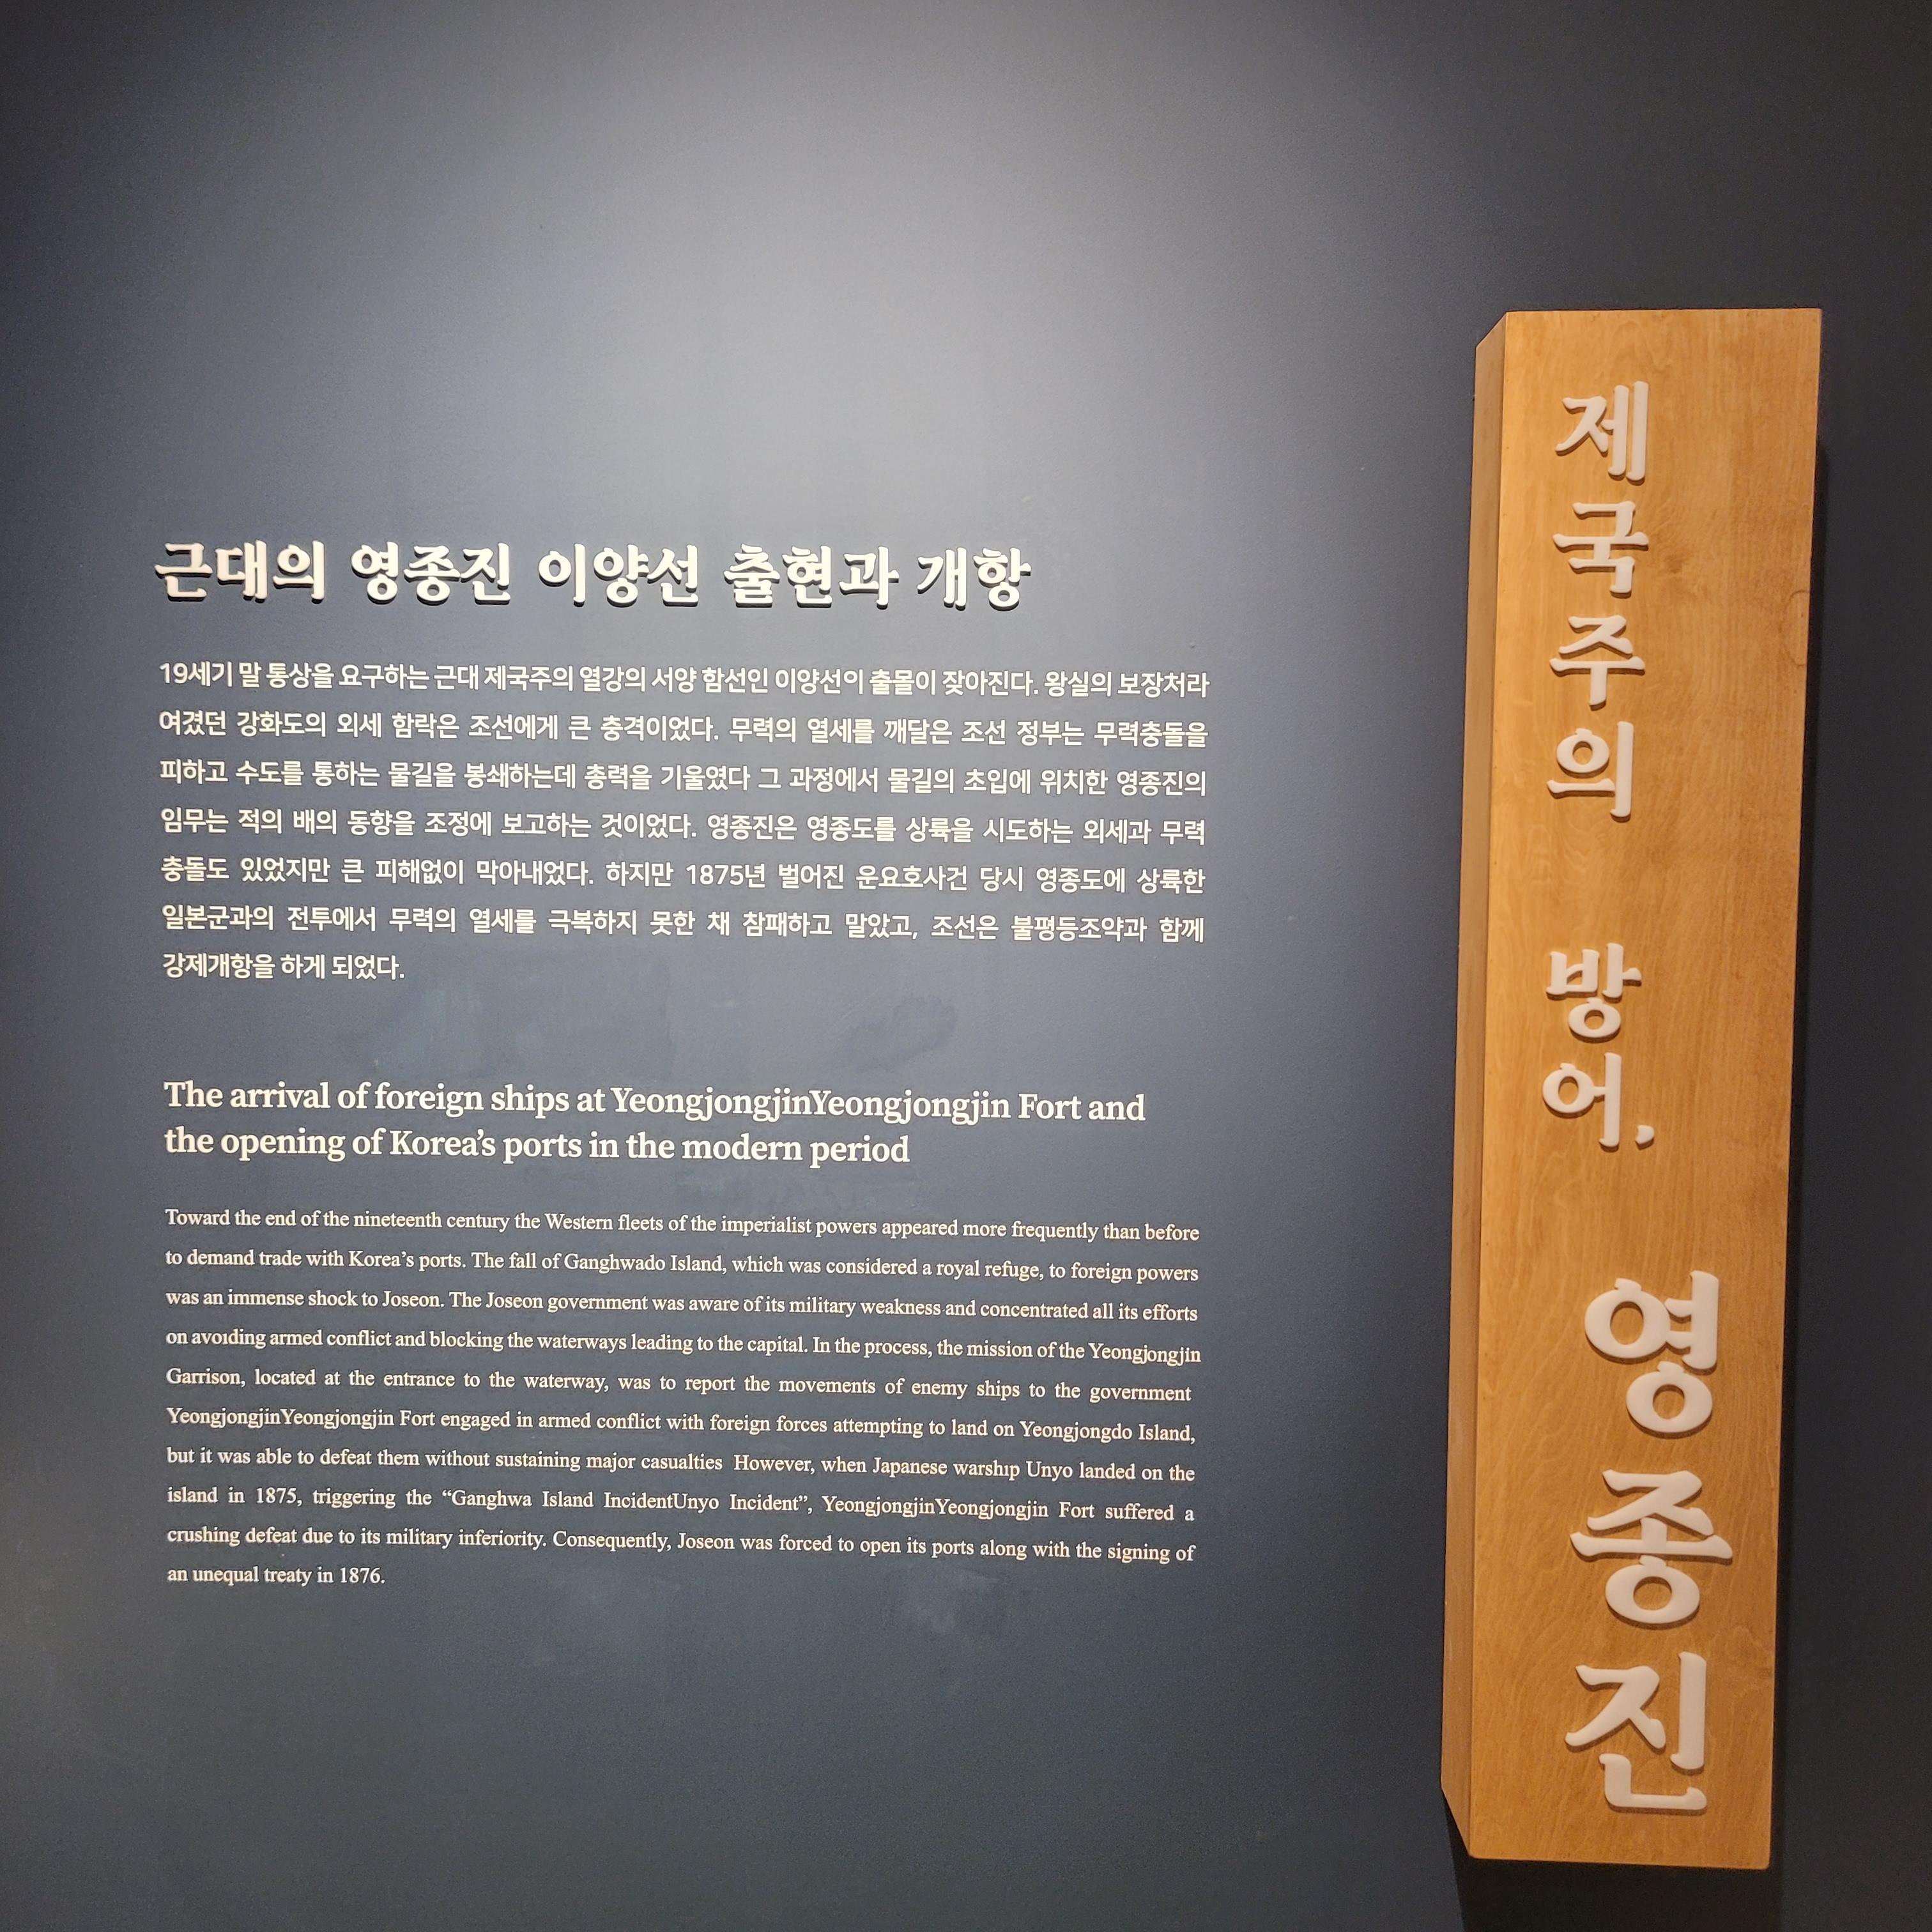 근대의 영종진 이양선 출현과 개항
19세기 말 통상을 요구하는 근대 제국주의 열강의 서양 함선인 이양선이 출몰이 잦아진다. 왕실의 보장처라
여겼던 강화도의 외세 함락은 조선에게 큰 충격이었다. 무력의 열세를 깨달은 조선 정부는 무력충돌을
피하고 수도를 통하는 물길을 봉쇄하는데 총력을 기울였다 그 과정에서 물길의 초입에 위치한 영종진의
임무는 적의 배의 동향을 조정에 보고하는 것이었다. 영종진은 영종도를 상륙을 시도하는 외세과 무력
충돌도 있었지만 큰 피해없이 막아내었다. 하지만 1875년 벌어진 운요호사건 당시 영종도에 상륙한
일본군과의 전투에서 무력의 열세를 극복하지 못한 채 참패하고 말았고, 조선은 불평등조약과 함께
강제개항을 하게 되었다.
The arrival of foreign ships at YeongjongjinYeongjongjin Fort and
the opening of Korea’s ports in the modern period
Toward the end of the nineteenth century the Western fleets of the imperialist powers appeared more frequently than before
to demand trade with Korea’s ports. The fall of Ganghwado Island, which was considered a royal refuge, to foreign powers
was an immense shock to Joseon. The Joseon government was aware of its military weakness and concentrated all its efforts
on avoiding armed conflict and blocking the waterways leading to the capital. In the process, the mission of the Yeongjongjin
Garrison, located at the entrance to the waterway, was to report the movements of enemy ships to the government
YeongjongjinYeongjongjin Fort engaged in armed conflict with foreign forces attempting to land on Yeongjongdo Island,
but it was able to defeat them without sustaining major casualties However, when Japanese warship Unyo landed on the
island in 1875, triggering the “Ganghwa Island IncidentUnyo Incident”, YeongjongjinYeongjongjin Fort suffered a
crushing defeat due to its military inferiority. Consequently, Joseon was forced to open its ports along with the signing of
an unequal treaty in 1876.
제국주의 방어,
영종진